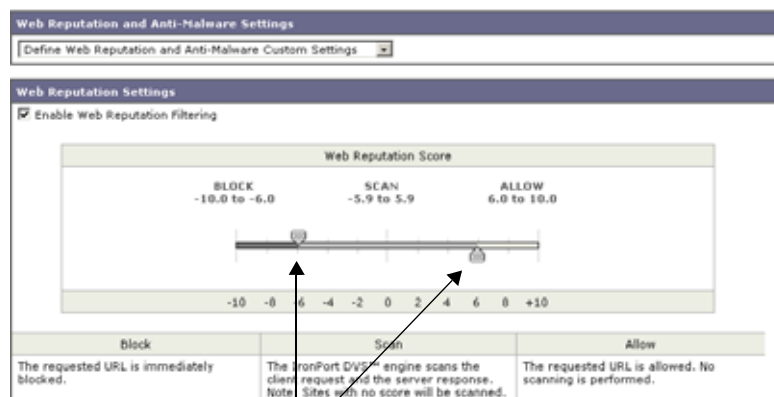 Web Reputation and Anti-Malware Settings
Define Web Reputation and Anti-Malware Custom Settings
Web Reputation Settings
Enable Web Reputation Filtering
Web Reputation Score
BLOCK SCAN ALLOW
-10.0 to -6.0 -5.9 to 5.9 6.0 to 10.0
-10 -8 -6 -4 -2 0 2 4 6 8 +10
Block Scan Allow
The requested URL is immediately blocked.
The IronPort DVS™ engine scans the
client request and the server response.
Note: Sites with no score will be scanned.
The requested URL is allowed. No
scanning is performed.